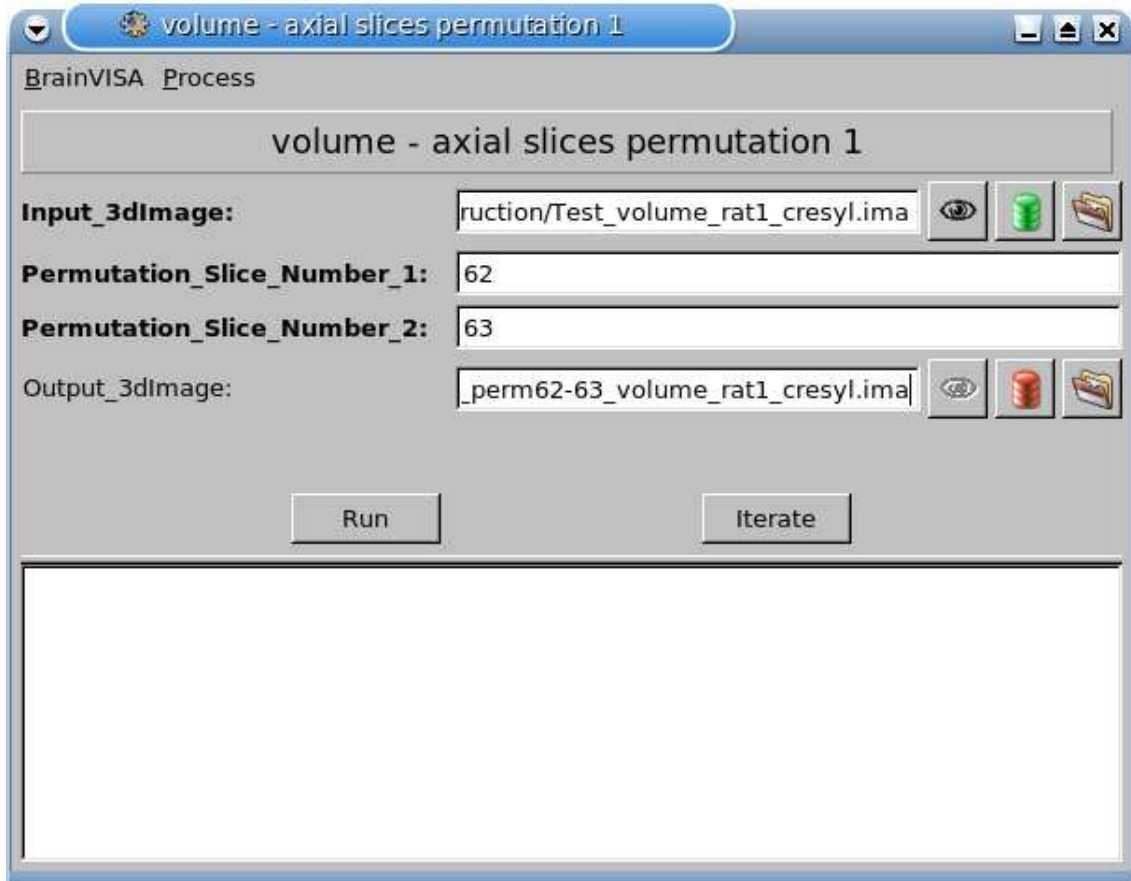 volume - axial slices permutation 1
BrainVISA Process
volume - axial slices permutation 1
Input_3dImage: ruction/Test_volume_rat1_cresyl.ima
Permutation_Slice_Number_1: 62
Permutation_Slice_Number_2: 63
Output_3dImage: _perm62-63_volume_rat1_cresyl.ima
Run Iterate